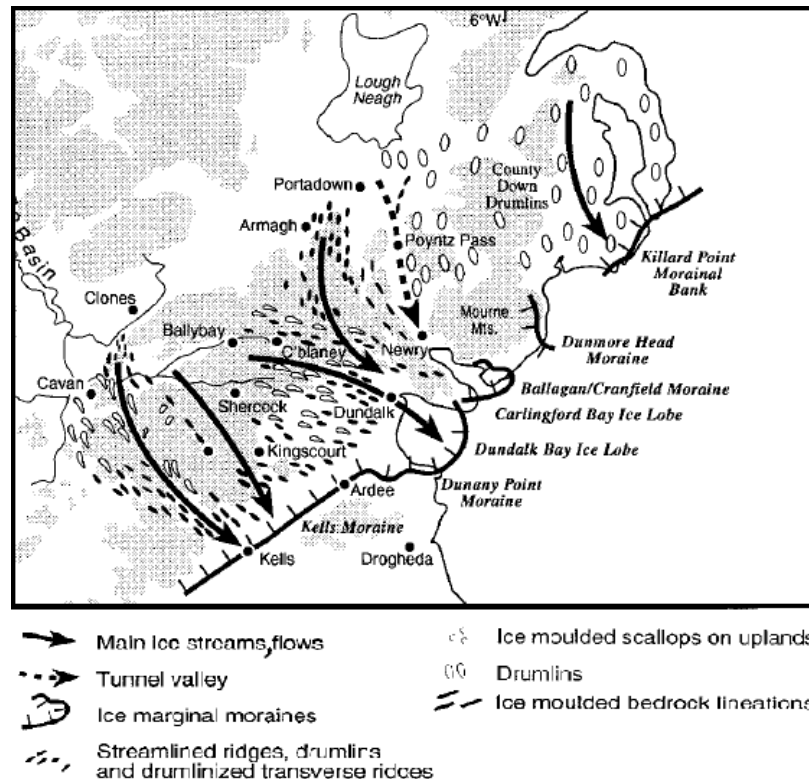 6°W
Lough
Neagh
County
Down
Drumlins
Portadown
Armagh
Poyntz Pass
Killard Point
Morainal
Bank
Basin
Clones
Mourne
Mts.
Ballybay
C'blaney
Newry
Dunmore Head
Moraine
Cavan
Ballagan/Cranfield Moraine
Shercock
Dundalk
Carlingford Bay Ice Lobe
Kingscourt
Dundalk Bay Ice Lobe
Ardee
Dunany Point
Moraine
Kells Moraine
Kells
Drogheda
Main ice streams,flows
Tunnel valley
Ice marginal moraines
Streamlined ridges, drumlins
and drumlinized transverse ridges
Ice moulded scallops on uplands
Drumlins
Ice moulded bedrock lineations